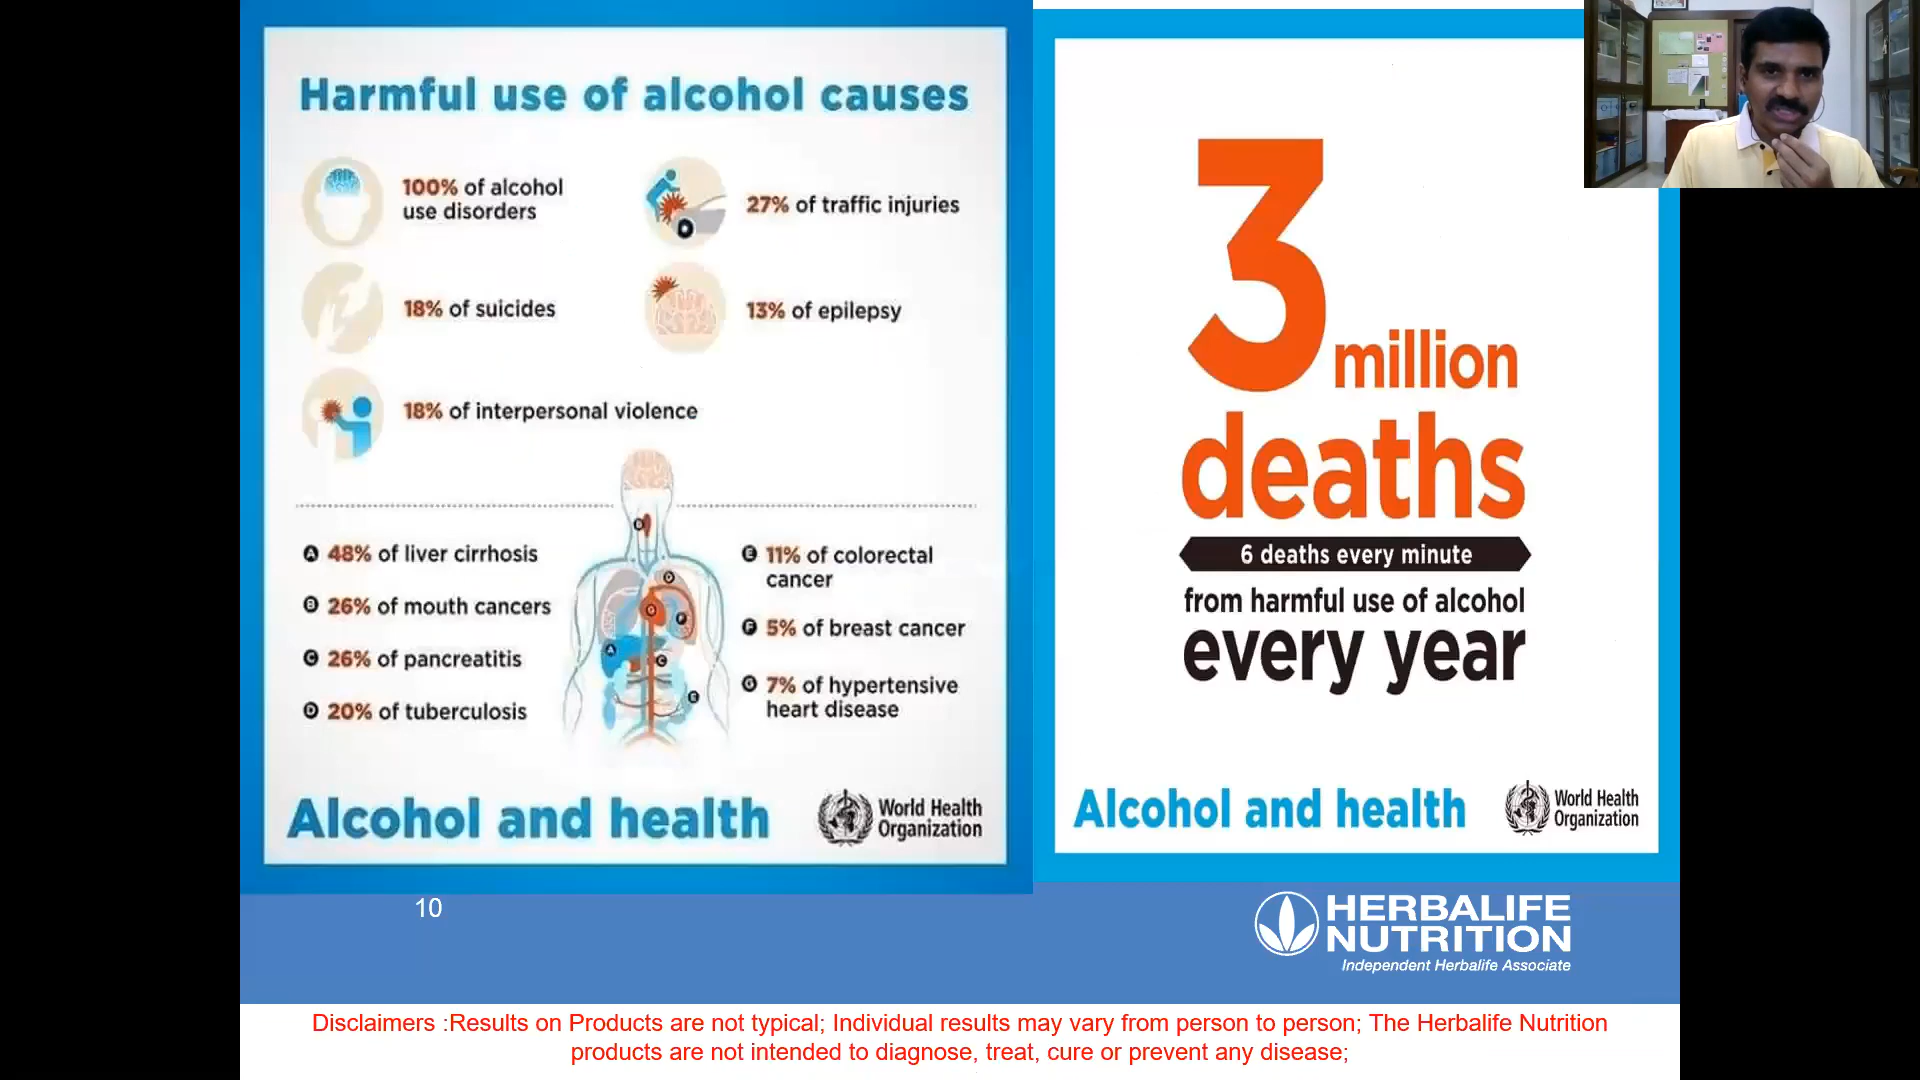 Harmful use of alcohol causes
100% of alcohol
use disorders
27% of traffic injuries
18% of suicides
13% of epilepsy
18% of interpersonal violence
B
A 48% of liver cirrhosis
B 26% of mouth cancers
C 26% of pancreatitis
D 20% of tuberculosis
D
G
F
A
C
E
E 11% of colorectal
cancer
F 5% of breast cancer
G 7% of hypertensive
heart disease
Alcohol and health
World Health
Organization
3
million
deaths
6 deaths every minute
from harmful use of alcohol
every year
Alcohol and health
World Health
Organization
10
HERBALIFE
NUTRITION
Independent Herbalife Associate
Disclaimers :Results on Products are not typical; Individual results may vary from person to person; The Herbalife Nutrition
products are not intended to diagnose, treat, cure or prevent any disease;